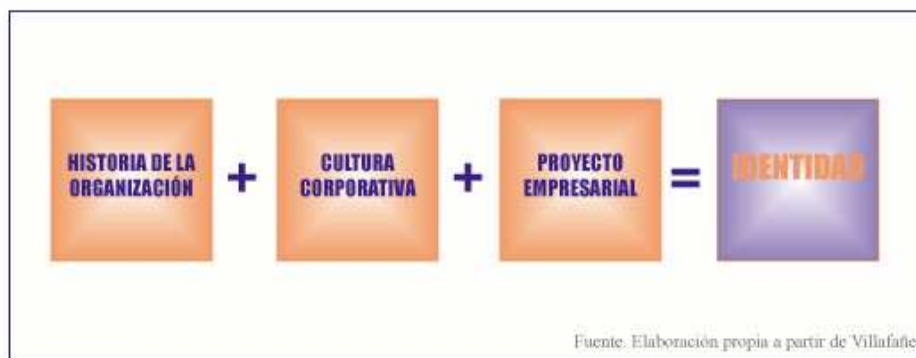 HISTORIA DE LA
ORGANIZACIÓN
+
CULTURA
CORPORATIVA
+
PROYECTO
EMPRESARIAL
=
IDENTIDAD
Fuente. Elaboración propia a partir de Villafañe